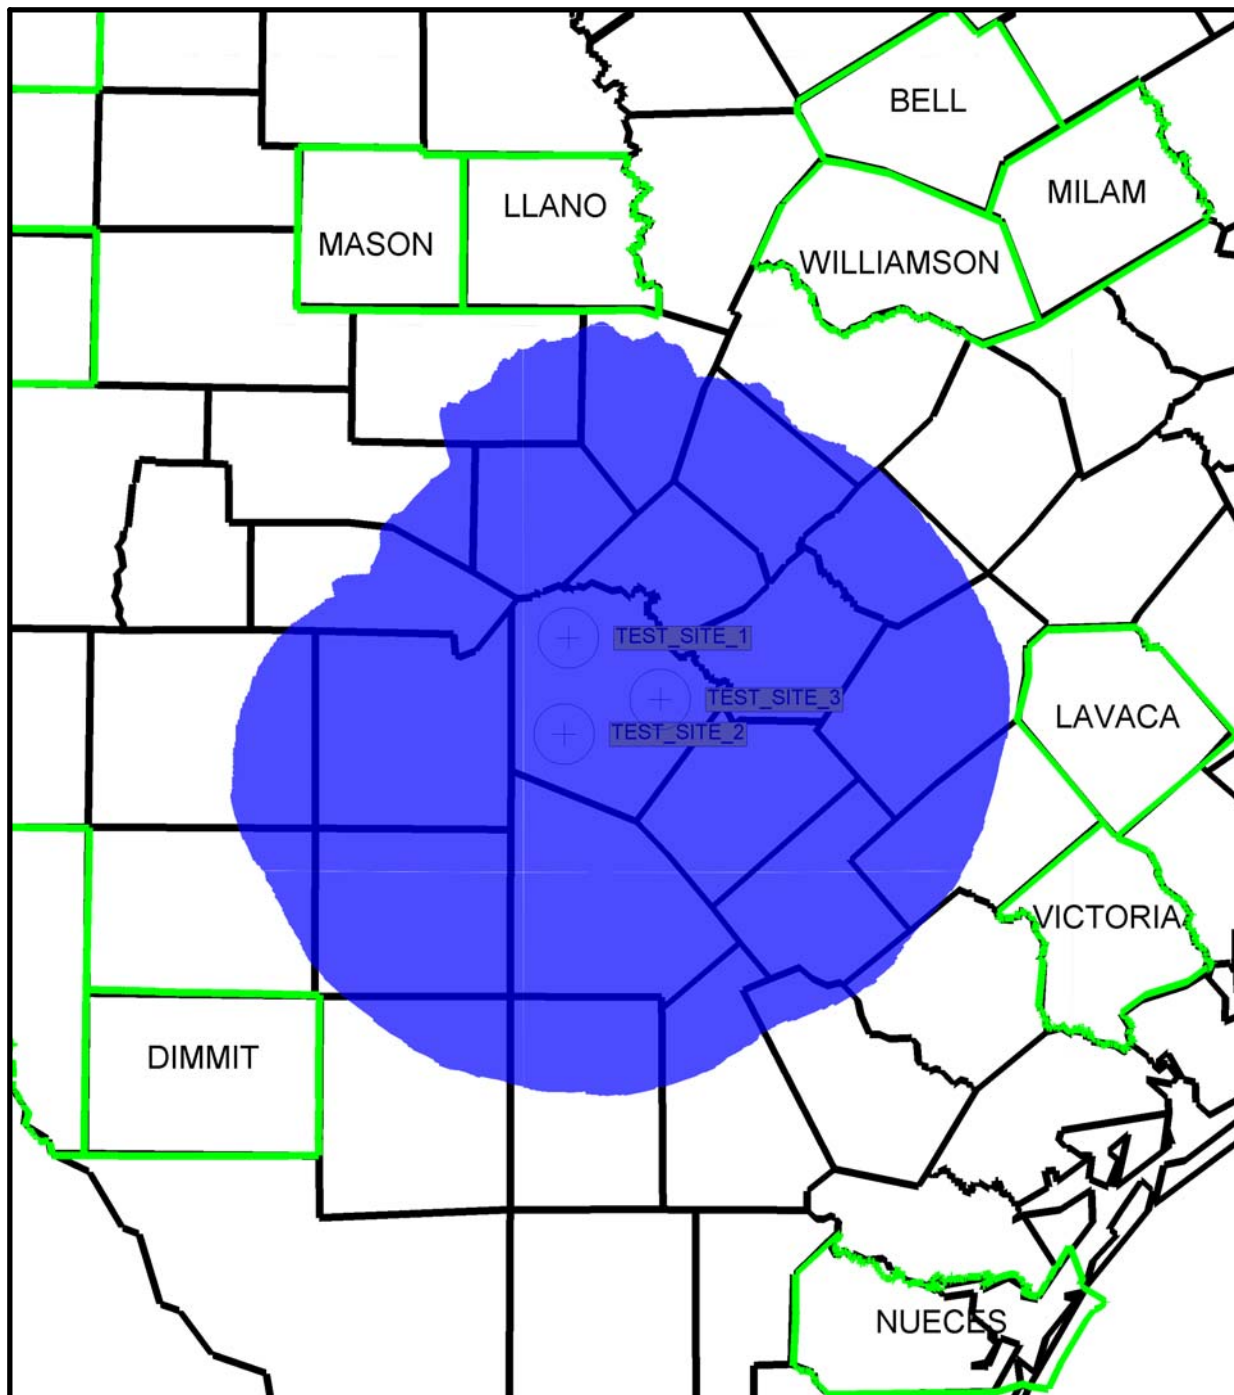 BELL
MILAM
LLANO
MASON
WILLIAMSON
TEST_SITE_1
TEST_SITE_3
LAVACA
TEST_SITE_2
VICTORIA
DIMMIT
NUECES